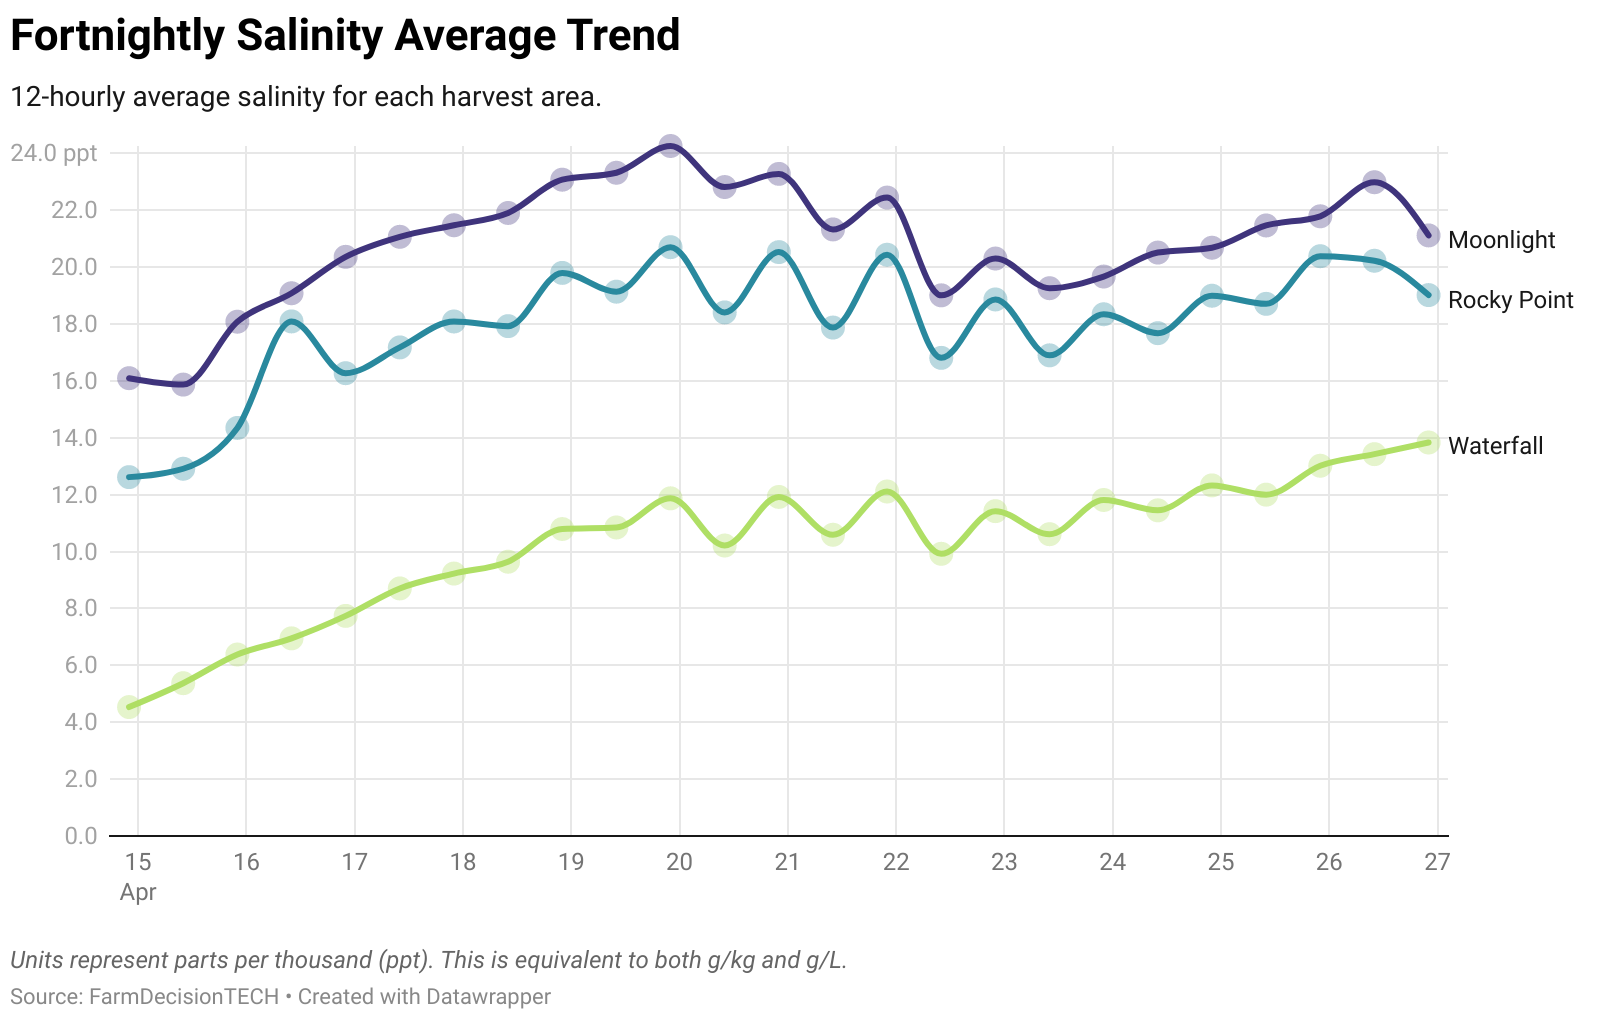 Fortnightly Salinity Average Trend
12-hourly average salinity for each harvest area.
24.0 ppt
22.0
20.0
18.0
16.0
14.0
12.0
10.0
8.0
6.0
4.0
2.0
0.0
Moonlight
Rocky Point
Waterfall
15 16 17 18 19 20 21 22 23 24 25 26 27
Apr
Units represent parts per thousand (ppt). This is equivalent to both g/kg and g/L.
Source: FarmDecisionTECH • Created with Datawrapper